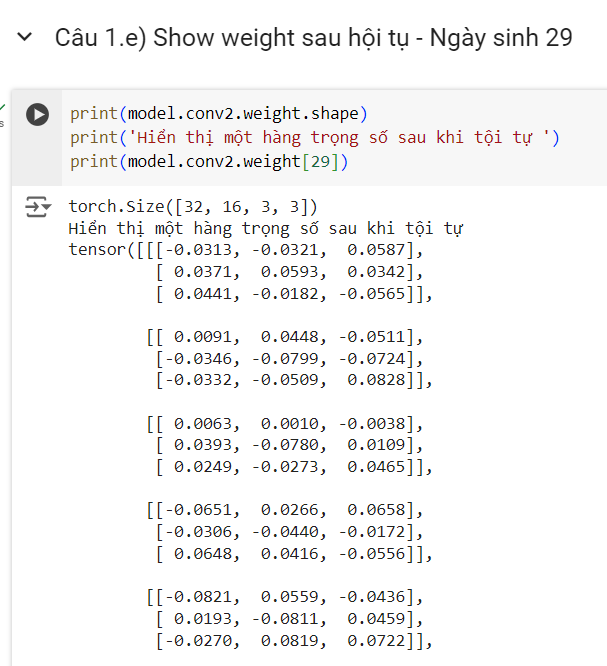 Câu 1.e) Show weight sau hội tụ - Ngày sinh 29
s
print(model.conv2.weight.shape)
print('Hiển thị một hàng trọng số sau khi tội tự ')
print(model.conv2.weight[29])
torch.Size([32, 16, 3, 3])
Hiển thị một hàng trọng số sau khi tội tự
tensor([[[-0.0313, -0.0321,  0.0587],
[ 0.0371,  0.0593,  0.0342],
[ 0.0441, -0.0182, -0.0565]],
[[ 0.0091,  0.0448, -0.0511],
[-0.0346, -0.0799, -0.0724],
[-0.0332, -0.0509,  0.0828]],
[[ 0.0063,  0.0010, -0.0038],
[ 0.0393, -0.0780,  0.0109],
[ 0.0249, -0.0273,  0.0465]],
[[-0.0651,  0.0266,  0.0658],
[-0.0306, -0.0440, -0.0172],
[ 0.0648,  0.0416, -0.0556]],
[[-0.0821,  0.0559, -0.0436],
[ 0.0193, -0.0811,  0.0459],
[-0.0270,  0.0819,  0.0722]],